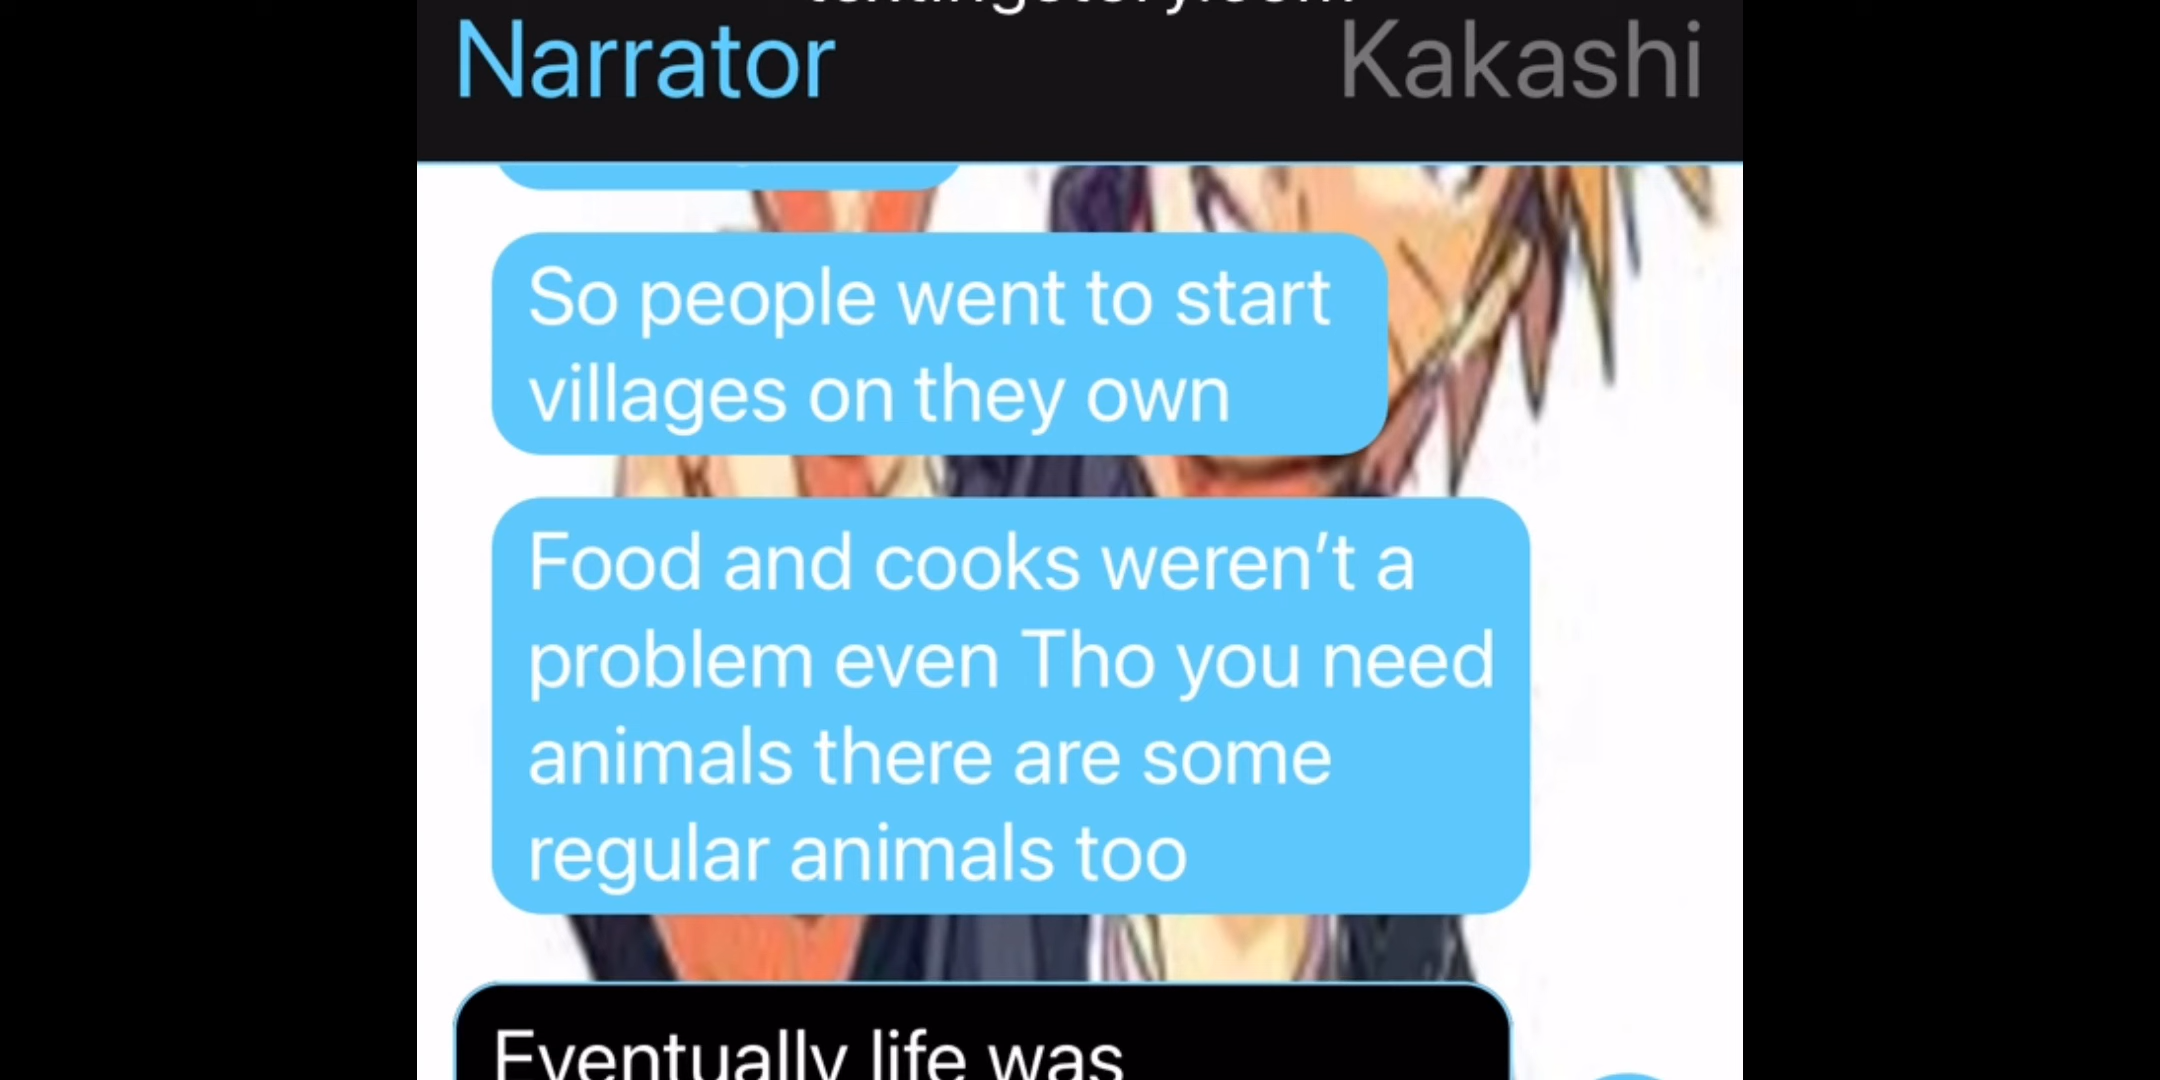 Narrator Kakashi
So people went to start
villages on they own
Food and cooks weren't a
problem even Tho you need
animals there are some
regular animals too
Eventually life was